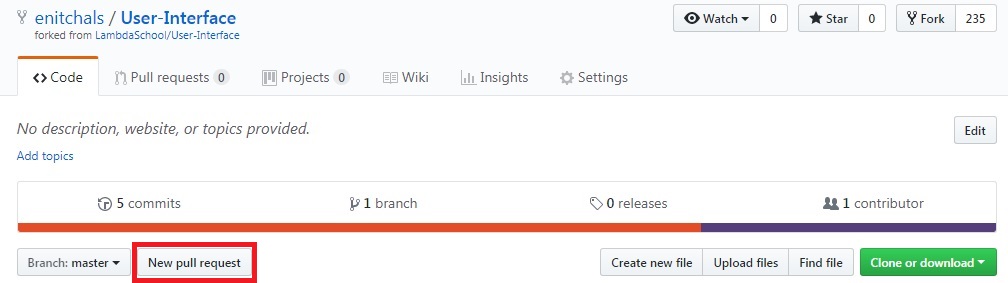 enitchals / User-Interface Watch 0 Star 0 Fork 235
forked from LambdaSchool/User-Interface
Code Pull requests 0 Projects 0 Wiki Insights Settings
No description, website, or topics provided. Edit
Add topics
5 commits 1 branch 0 releases 1 contributor
Branch: master New pull request Create new file Upload files Find file Clone or download